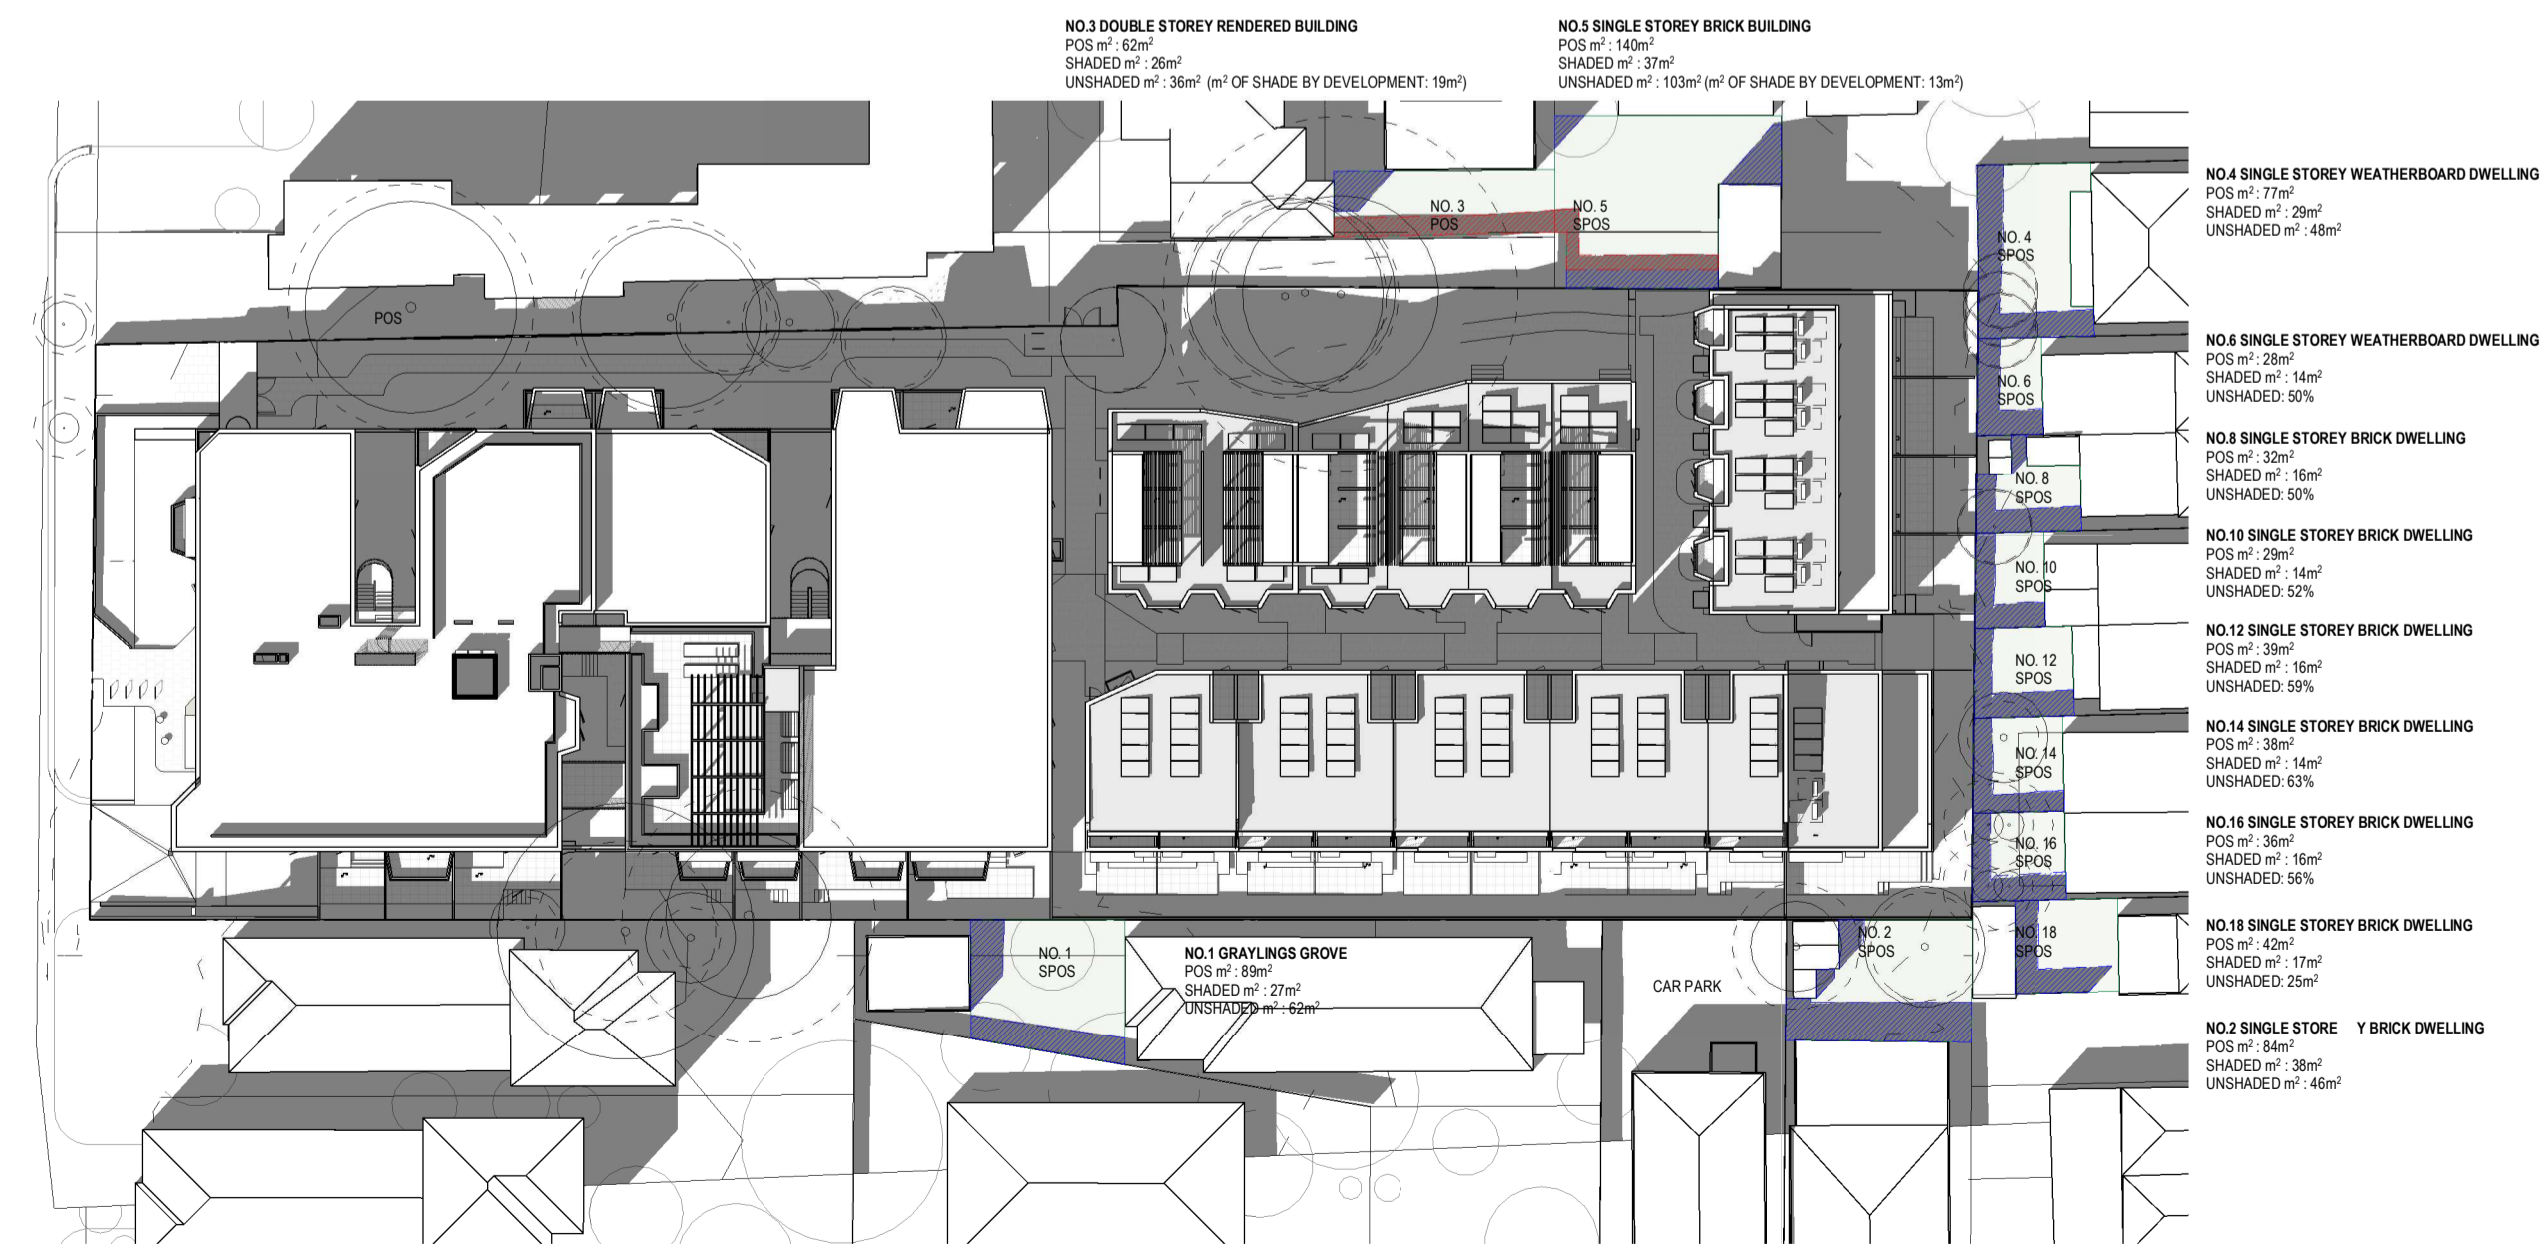 NO.3 DOUBLE STOREY RENDERED BUILDING
POS m² : 62m²
SHADED m² : 26m²
UNSHADED m² : 36m² (m² OF SHADE BY DEVELOPMENT: 19m²)
NO.5 SINGLE STOREY BRICK BUILDING
POS m² : 140m²
SHADED m² : 37m²
UNSHADED m² : 103m² (m² OF SHADE BY DEVELOPMENT: 13m²)
NO.4 SINGLE STOREY WEATHERBOARD DWELLING
POS m² : 77m²
SHADED m² : 29m²
UNSHADED m² : 48m²
NO. 3
POS
NO. 5
SPOS
NO. 4
SPOS
POS
NO.6 SINGLE STOREY WEATHERBOARD DWELLING
POS m² : 28m²
SHADED m² : 14m²
UNSHADED: 50%
NO. 6
SPOS
NO.8 SINGLE STOREY BRICK DWELLING
POS m² : 32m²
SHADED m² : 16m²
UNSHADED: 50%
NO. 8
SPOS
NO.10 SINGLE STOREY BRICK DWELLING
POS m² : 29m²
SHADED m² : 14m²
UNSHADED: 52%
NO. 10
SPOS
NO.12 SINGLE STOREY BRICK DWELLING
POS m² : 39m²
SHADED m² : 16m²
UNSHADED: 59%
NO. 12
SPOS
NO.14 SINGLE STOREY BRICK DWELLING
POS m² : 38m²
SHADED m² : 14m²
UNSHADED: 63%
NO. 14
SPOS
NO.16 SINGLE STOREY BRICK DWELLING
POS m² : 36m²
SHADED m² : 16m²
UNSHADED: 56%
NO. 16
SPOS
NO.18 SINGLE STOREY BRICK DWELLING
POS m² : 42m²
SHADED m² : 17m²
UNSHADED: 25m²
NO. 2
SPOS
NO. 18
SPOS
NO. 1
SPOS
NO.1 GRAYLINGS GROVE
POS m² : 89m²
SHADED m² : 27m²
UNSHADED m² : 62m²
CAR PARK
NO.2 SINGLE STORE Y BRICK DWELLING
POS m² : 84m²
SHADED m² : 38m²
UNSHADED m² : 46m²